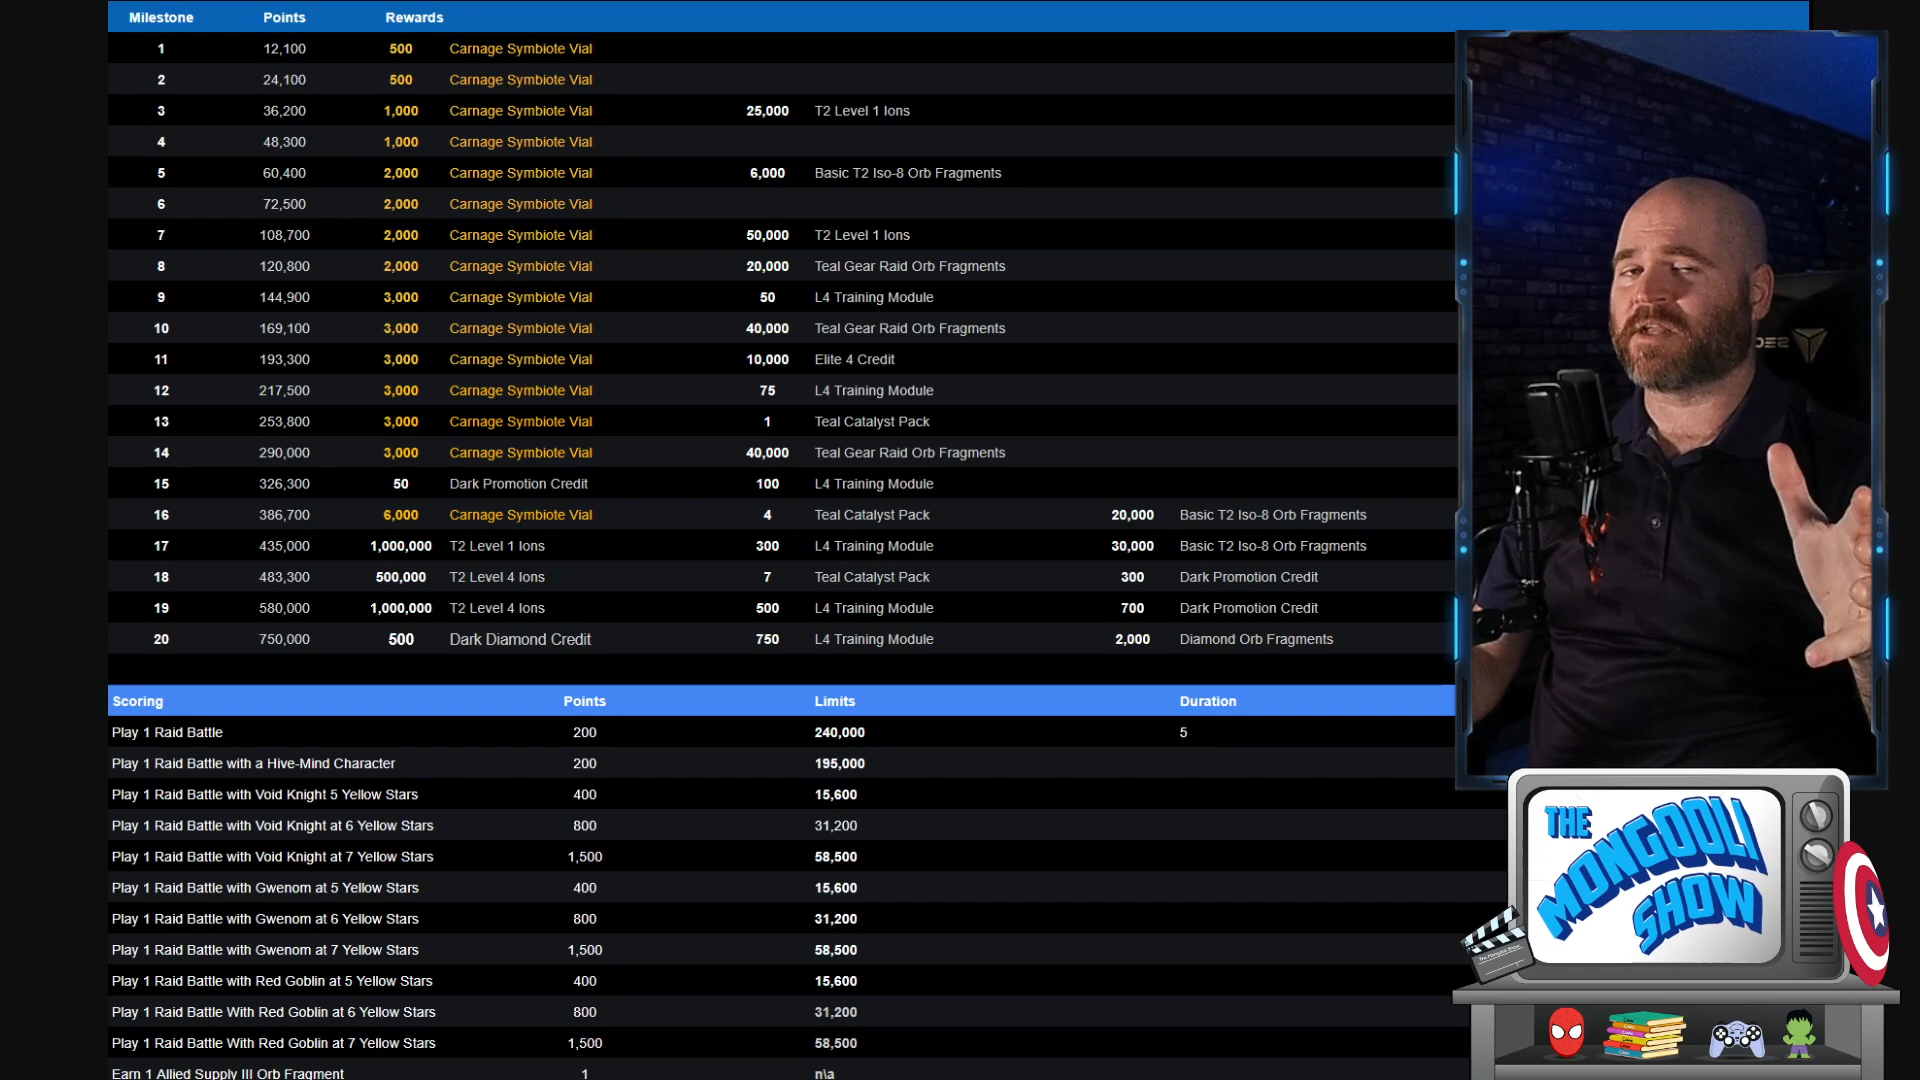 Milestone Points Rewards
1 12,100 500 Carnage Symbiote Vial
2 24,100 500 Carnage Symbiote Vial
3 36,200 1,000 Carnage Symbiote Vial 25,000 T2 Level 1 Ions
4 48,300 1,000 Carnage Symbiote Vial
5 60,400 2,000 Carnage Symbiote Vial 6,000 Basic T2 Iso-8 Orb Fragments
6 72,500 2,000 Carnage Symbiote Vial
7 108,700 2,000 Carnage Symbiote Vial 50,000 T2 Level 1 Ions
8 120,800 2,000 Carnage Symbiote Vial 20,000 Teal Gear Raid Orb Fragments
9 144,900 3,000 Carnage Symbiote Vial 50 L4 Training Module
10 169,100 3,000 Carnage Symbiote Vial 40,000 Teal Gear Raid Orb Fragments
11 193,300 3,000 Carnage Symbiote Vial 10,000 Elite 4 Credit
12 217,500 3,000 Carnage Symbiote Vial 75 L4 Training Module
13 253,800 3,000 Carnage Symbiote Vial 1 Teal Catalyst Pack
14 290,000 3,000 Carnage Symbiote Vial 40,000 Teal Gear Raid Orb Fragments
15 326,300 50 Dark Promotion Credit 100 L4 Training Module
16 386,700 6,000 Carnage Symbiote Vial 4 Teal Catalyst Pack 20,000 Basic T2 Iso-8 Orb Fragments
17 435,000 1,000,000 T2 Level 1 Ions 300 L4 Training Module 30,000 Basic T2 Iso-8 Orb Fragments
18 483,300 500,000 T2 Level 4 Ions 7 Teal Catalyst Pack 300 Dark Promotion Credit
19 580,000 1,000,000 T2 Level 4 Ions 500 L4 Training Module 700 Dark Promotion Credit
20 750,000 500 Dark Diamond Credit 750 L4 Training Module 2,000 Diamond Orb Fragments
Scoring Points Limits Duration
Play 1 Raid Battle 200 240,000 5
Play 1 Raid Battle with a Hive-Mind Character 200 195,000
Play 1 Raid Battle with Void Knight 5 Yellow Stars 400 15,600
Play 1 Raid Battle with Void Knight at 6 Yellow Stars 800 31,200
Play 1 Raid Battle with Void Knight at 7 Yellow Stars 1,500 58,500
Play 1 Raid Battle with Gwenom at 5 Yellow Stars 400 15,600
Play 1 Raid Battle with Gwenom at 6 Yellow Stars 800 31,200
Play 1 Raid Battle with Gwenom at 7 Yellow Stars 1,500 58,500
Play 1 Raid Battle with Red Goblin at 5 Yellow Stars 400 15,600
Play 1 Raid Battle With Red Goblin at 6 Yellow Stars 800 31,200
Play 1 Raid Battle With Red Goblin at 7 Yellow Stars 1,500 58,500
Earn 1 Allied Supply III Orb Fragment 1 n\a
THE
MONGOOLI
SHOW